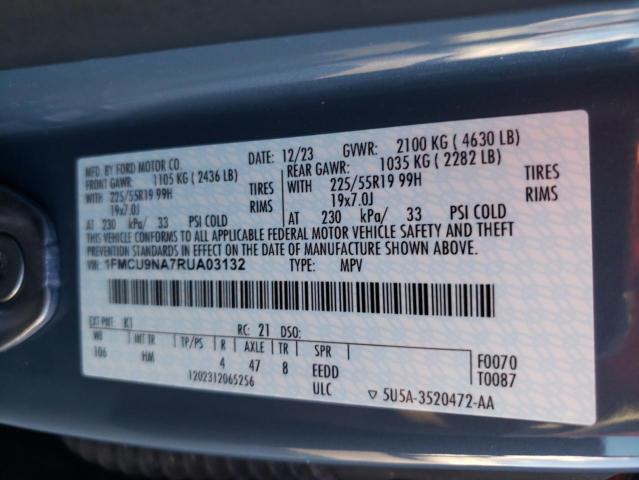 MFD. BY FORD MOTOR CO.
DATE: 12/23 GVWR: 2100 KG ( 4630 LB)
FRONT GAWR: 1105 KG ( 2436 LB) REAR GAWR: 1035 KG ( 2282 LB)
WITH 225/55R19 99H TIRES WITH 225/55R19 99H TIRES
19x7.0J RIMS 19x7.0J RIMS
AT 230 kPa/ 33 PSI COLD AT 230 kPa/ 33 PSI COLD
THIS VEHICLE CONFORMS TO ALL APPLICABLE FEDERAL MOTOR VEHICLE SAFETY AND THEFT
PREVENTION STANDARDS IN EFFECT ON THE DATE OF MANUFACTURE SHOWN ABOVE.
VIN: 1FMCU9NA7RUA03132 TYPE: MPV
EXT PNT: K1 RC: 21 DSO:
WB INT TR TP/PS R AXLE TR SPR F0070
106 HM 4 47 8 EEDD T0087
1202312065256 ULC 5U5A-3520472-AA